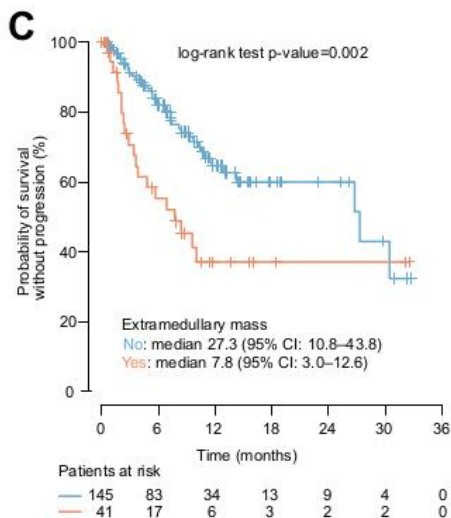 C
log-rank test p-value=0.002
100
80
60
40
20
0
Probability of survival
without progression (%)
Extramedullary mass
No: median 27.3 (95% CI: 10.8–43.8)
Yes: median 7.8 (95% CI: 3.0–12.6)
0 6 12 18 24 30 36
Time (months)
Patients at risk
145 83 34 13 9 4 0
41 17 6 3 2 2 0